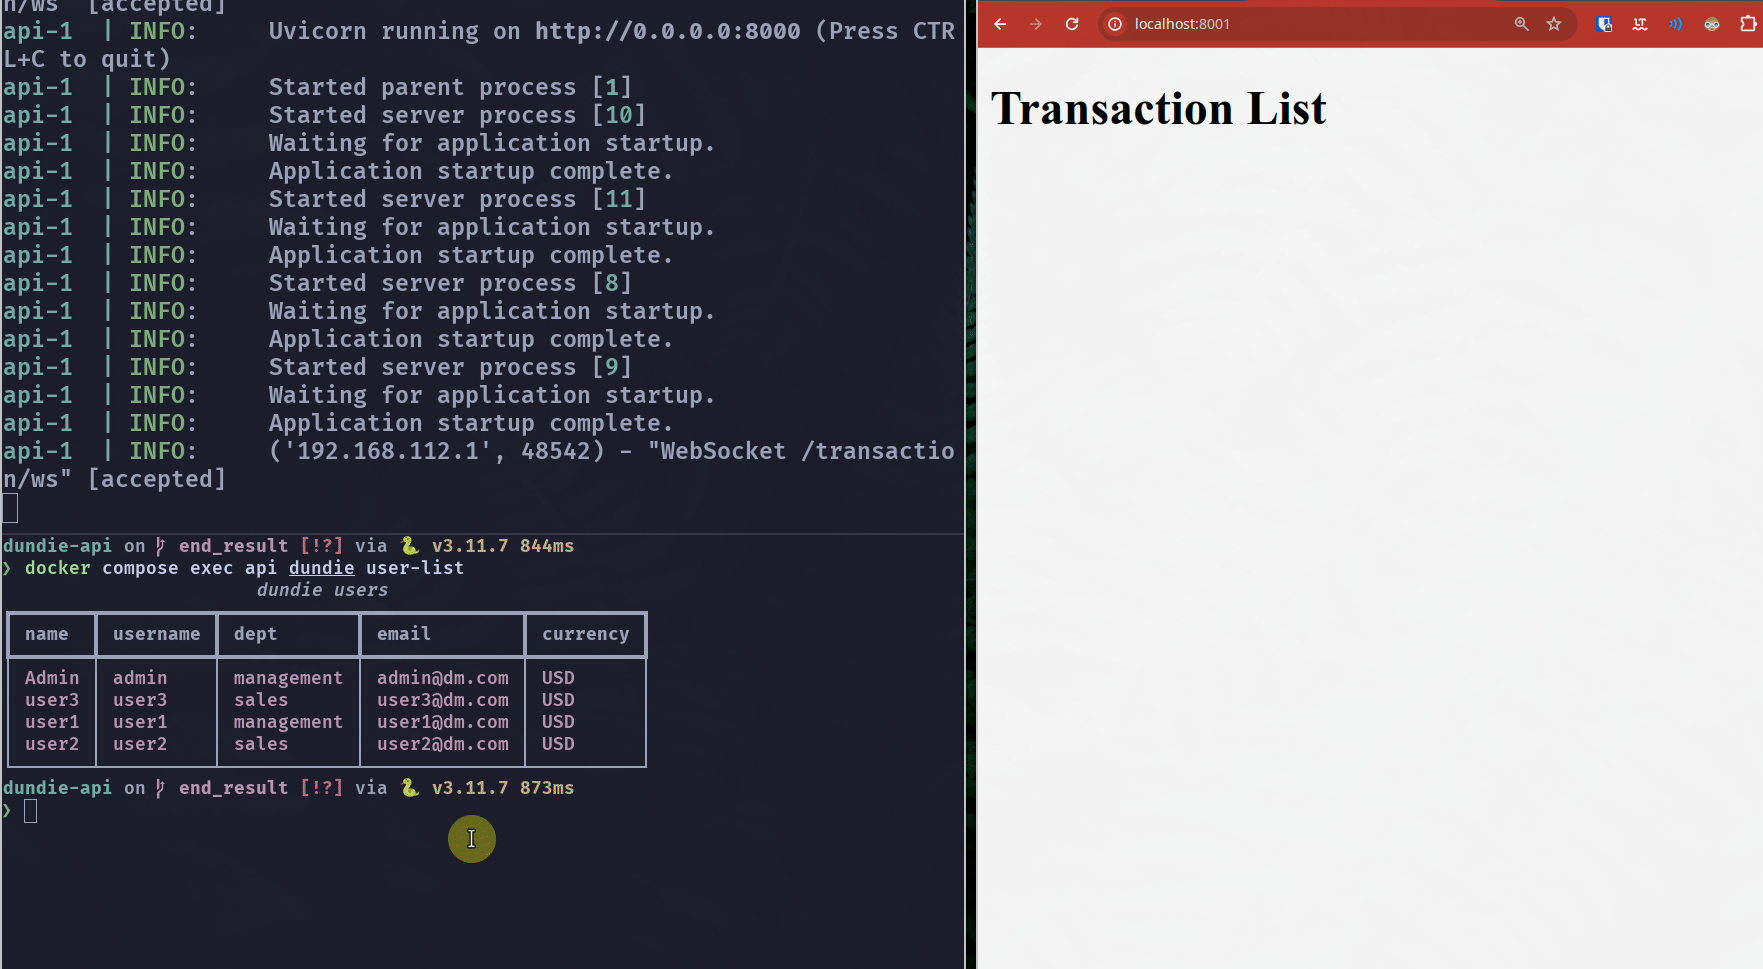 n/ws" [accepted]
api-1  | INFO:     Uvicorn running on http://0.0.0.0:8000 (Press CTR
L+C to quit)
api-1  | INFO:     Started parent process [1]
api-1  | INFO:     Started server process [10]
api-1  | INFO:     Waiting for application startup.
api-1  | INFO:     Application startup complete.
api-1  | INFO:     Started server process [11]
api-1  | INFO:     Waiting for application startup.
api-1  | INFO:     Application startup complete.
api-1  | INFO:     Started server process [8]
api-1  | INFO:     Waiting for application startup.
api-1  | INFO:     Application startup complete.
api-1  | INFO:     Started server process [9]
api-1  | INFO:     Waiting for application startup.
api-1  | INFO:     Application startup complete.
api-1  | INFO:     ('192.168.112.1', 48542) - "WebSocket /transactio
n/ws" [accepted]
dundie-api on end_result [!?] via 🐍 v3.11.7 844ms
❯ docker compose exec api dundie user-list
dundie users
name username dept email currency
Admin admin management admin@dm.com USD
user3 user3 sales user3@dm.com USD
user1 user1 management user1@dm.com USD
user2 user2 sales user2@dm.com USD
dundie-api on end_result [!?] via 🐍 v3.11.7 873ms
❯
localhost:8001
Transaction List